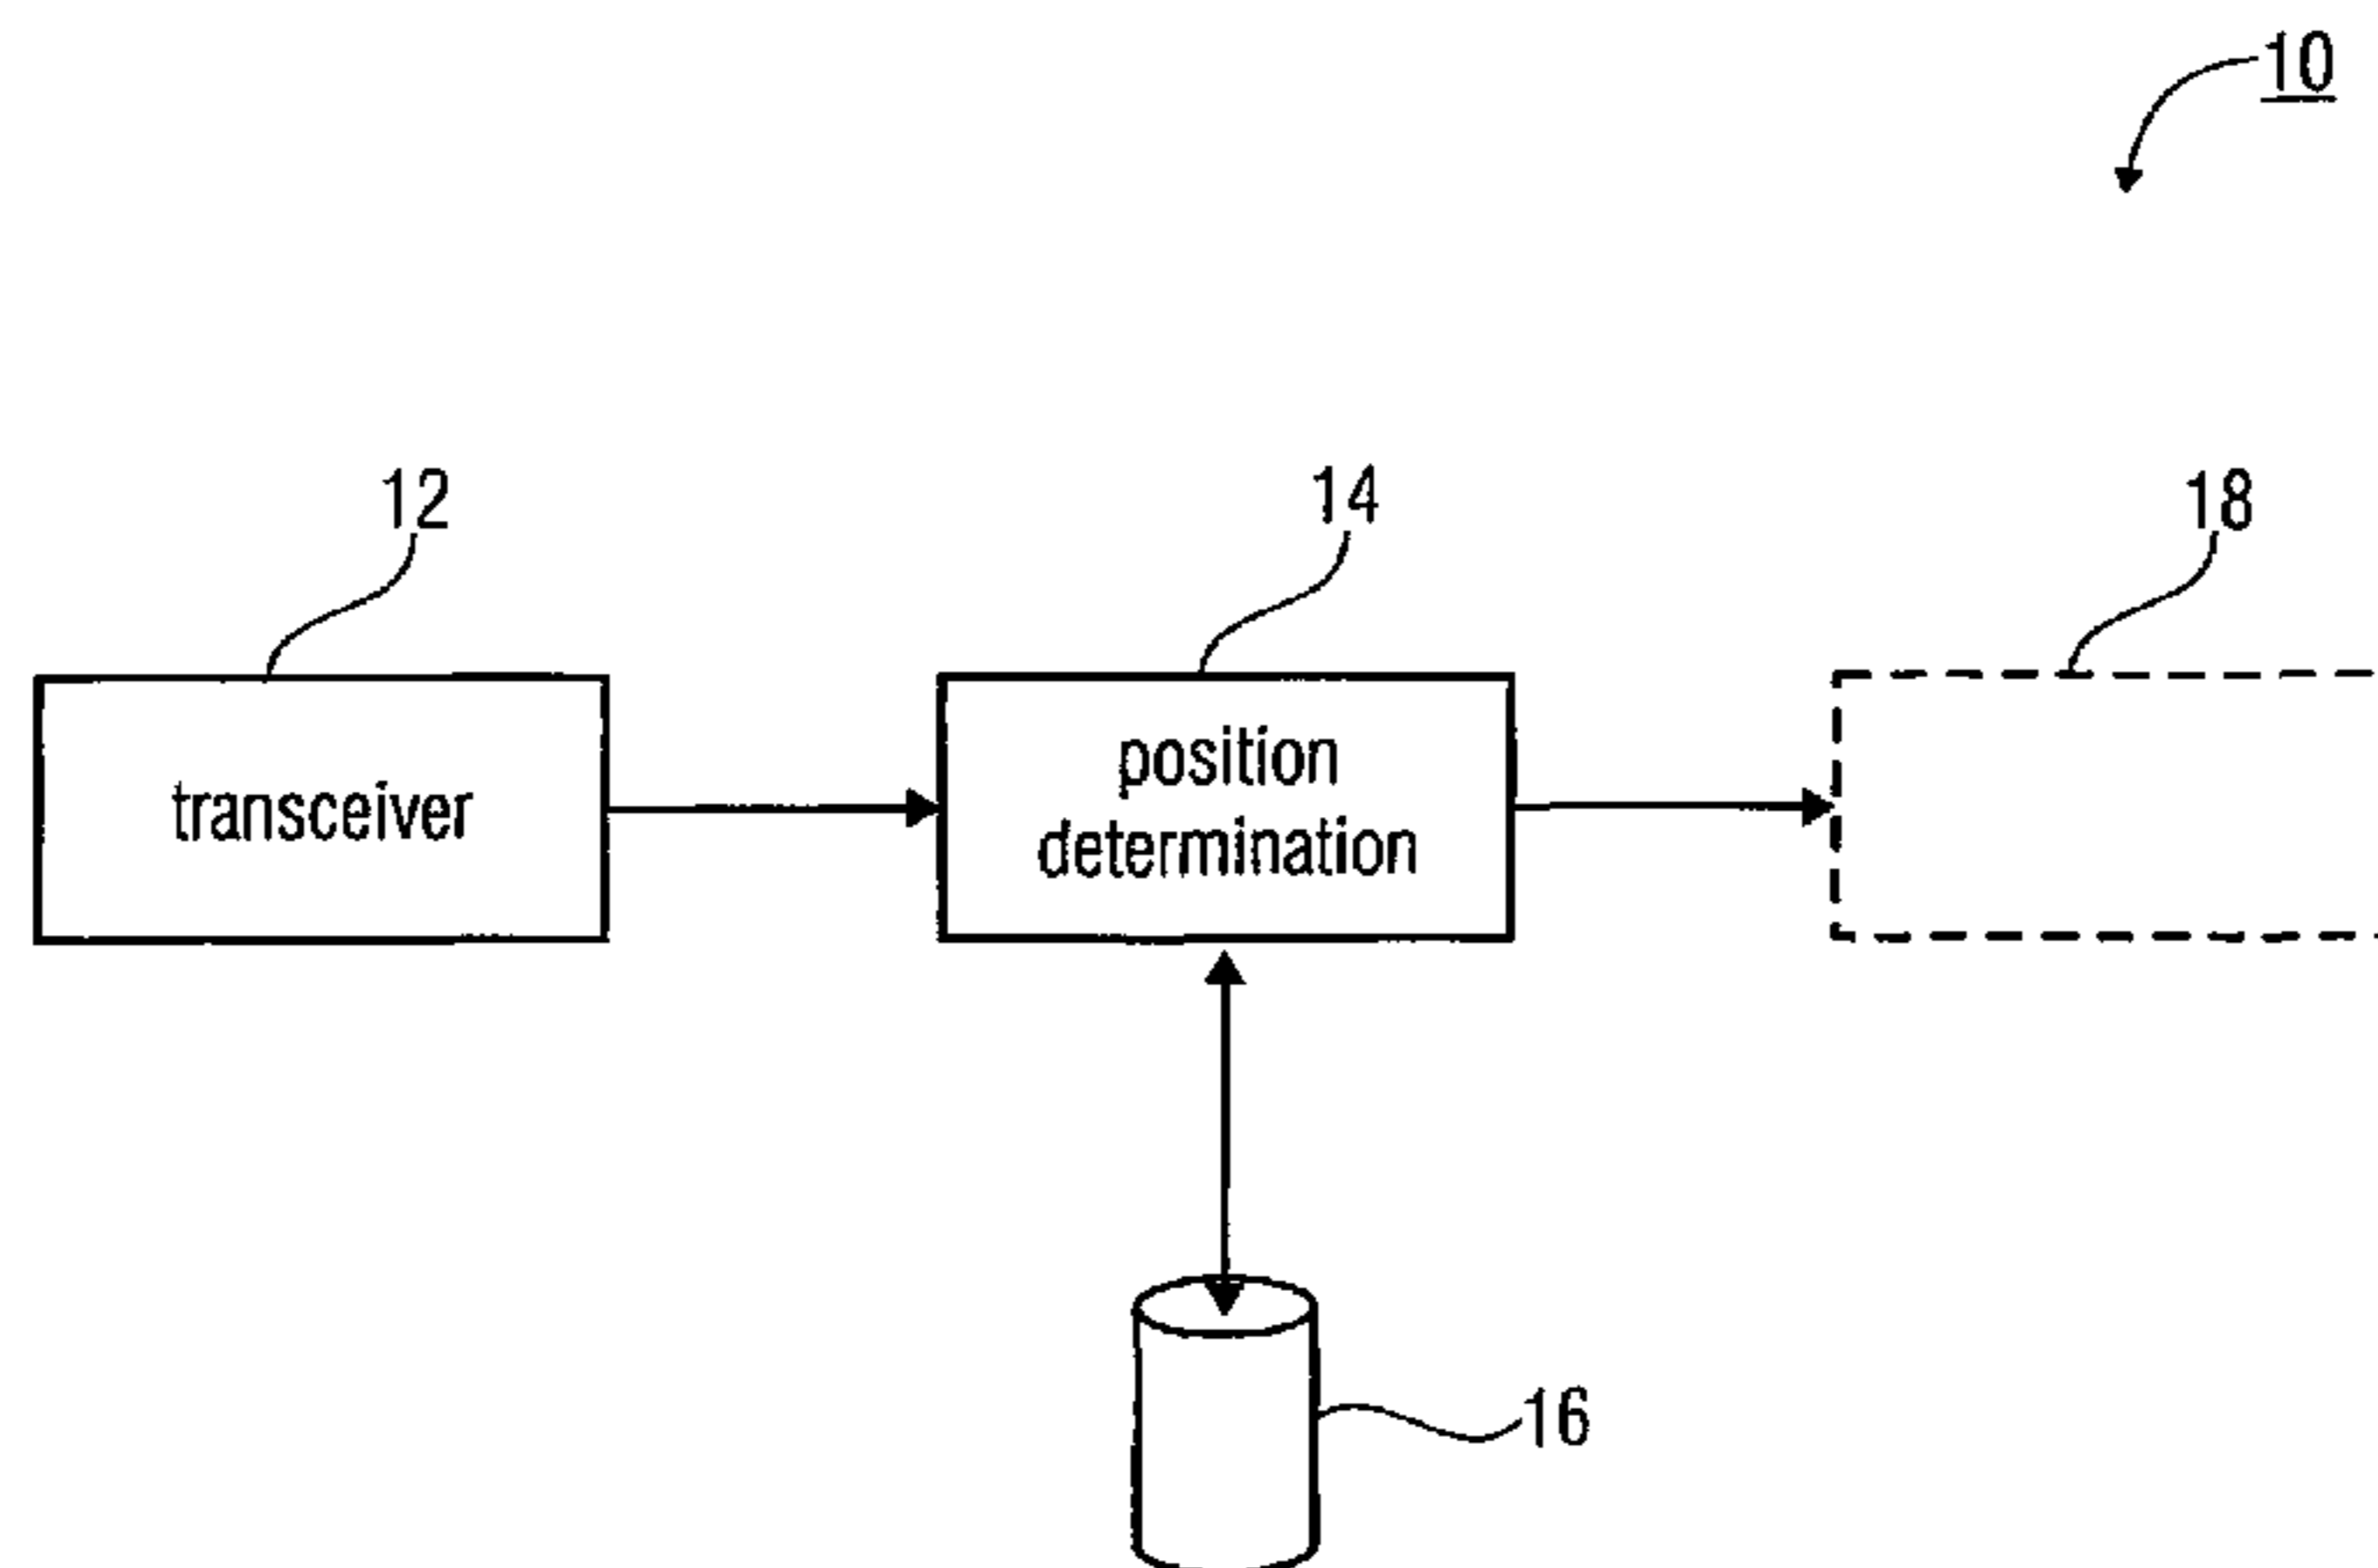 10
12
14
18
transceiver
position
determination
16